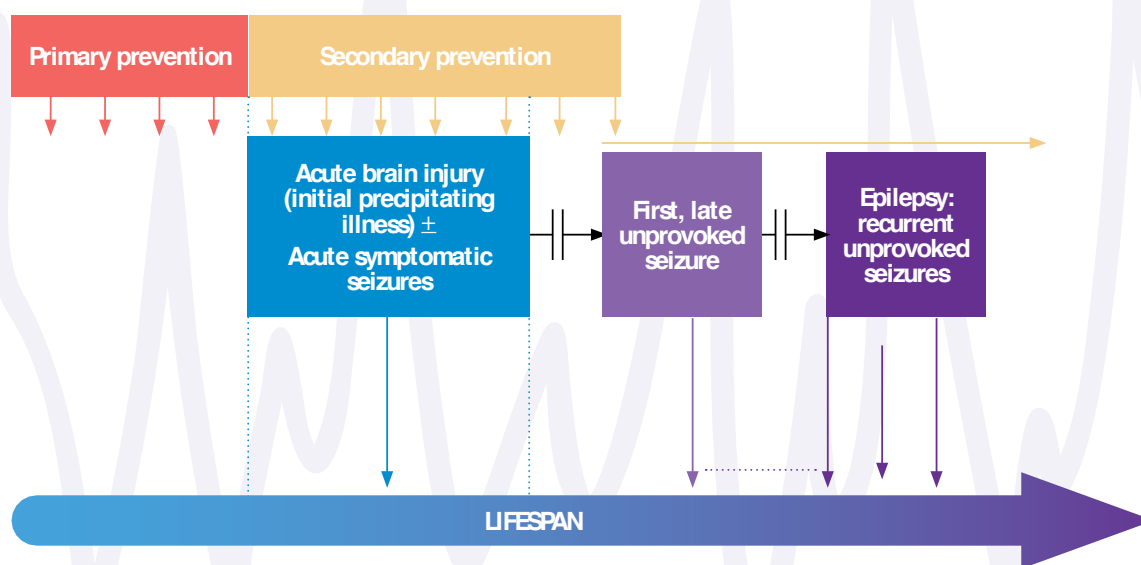 Primary prevention
Secondary prevention
Acute brain injury
(initial precipitating
illness) ±
Acute symptomatic
seizures
First, late
unprovoked
seizure
Epilepsy:
recurrent
unprovoked
seizures
LIFESPAN